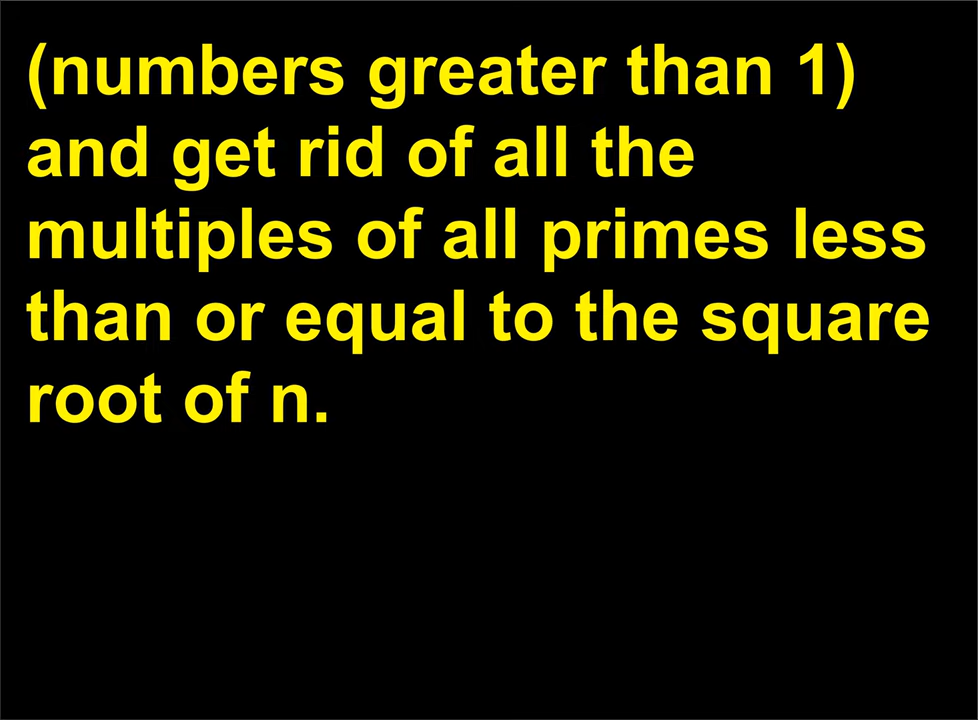 (numbers greater than 1)
and get rid of all the
multiples of all primes less
than or equal to the square
root of n.